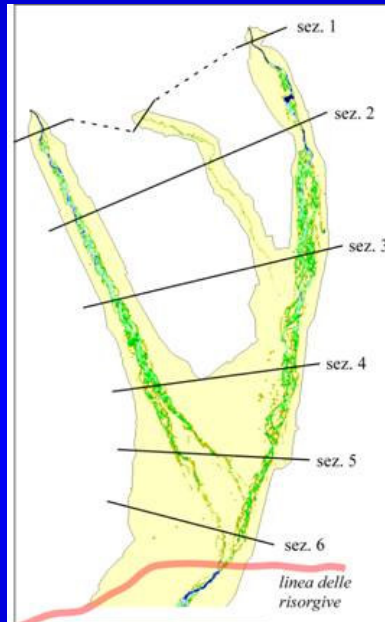 sez. 1
sez. 2
sez. 3
sez. 4
sez. 5
sez. 6
linea delle
risorgive